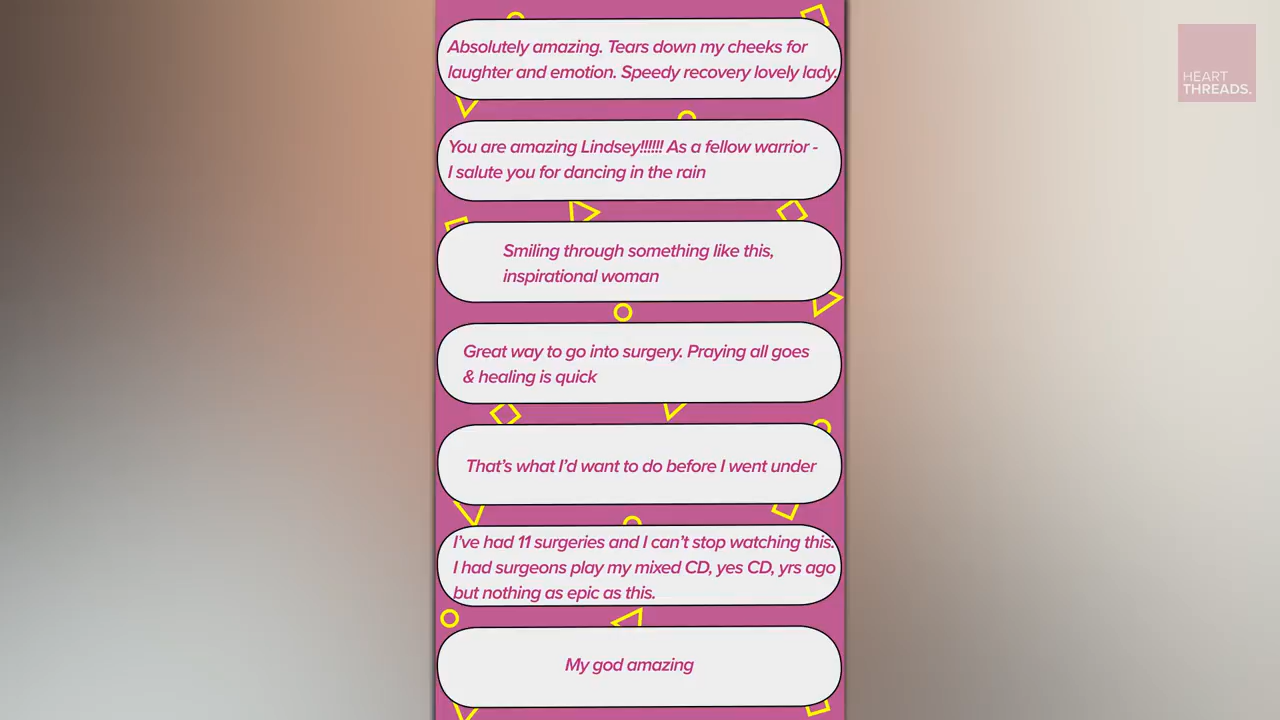 Absolutely amazing. Tears down my cheeks for
laughter and emotion. Speedy recovery lovely lady.
You are amazing Lindsey!!!!!! As a fellow warrior -
I salute you for dancing in the rain
Smiling through something like this,
inspirational woman
Great way to go into surgery. Praying all goes
& healing is quick
That's what I'd want to do before I went under
I've had 11 surgeries and I can't stop watching this.
I had surgeons play my mixed CD, yes CD, yrs ago
but nothing as epic as this.
My god amazing
HEART
THREADS.